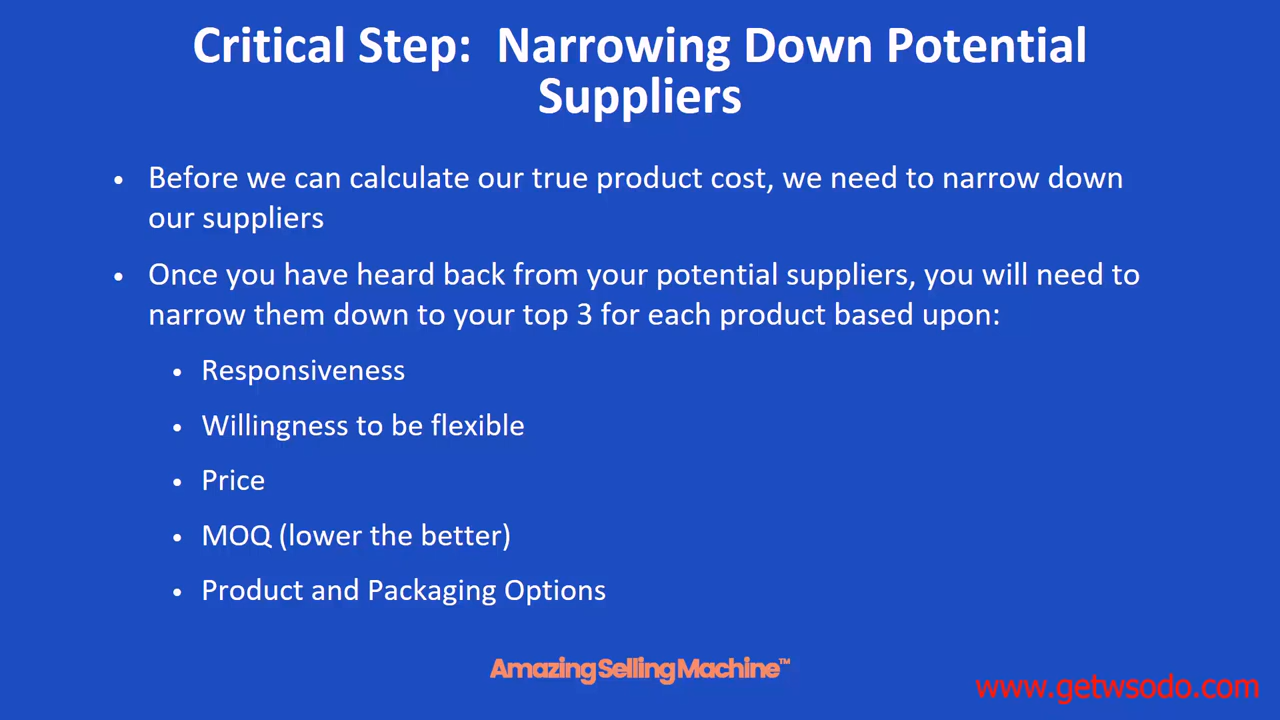 Critical Step:  Narrowing Down Potential
Suppliers
• Before we can calculate our true product cost, we need to narrow down
our suppliers
• Once you have heard back from your potential suppliers, you will need to
narrow them down to your top 3 for each product based upon:
• Responsiveness
• Willingness to be flexible
• Price
• MOQ (lower the better)
• Product and Packaging Options
AmazingSellingMachine™
www.getwsodo.com